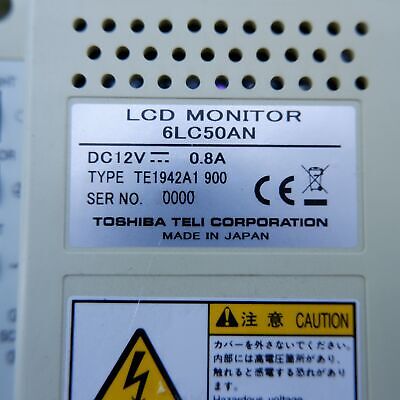 LCD MONITOR
6LC50AN
DC12V ⎓ 0.8A
TYPE TE1942A1 900
SER NO. 0000
CE
TOSHIBA TELI CORPORATION
MADE IN JAPAN
注 意 CAUTION
カバーを外さないでください。
内部には高電圧箇所があり、
触れると感電する恐れがあり
ます。
Hazardous voltage